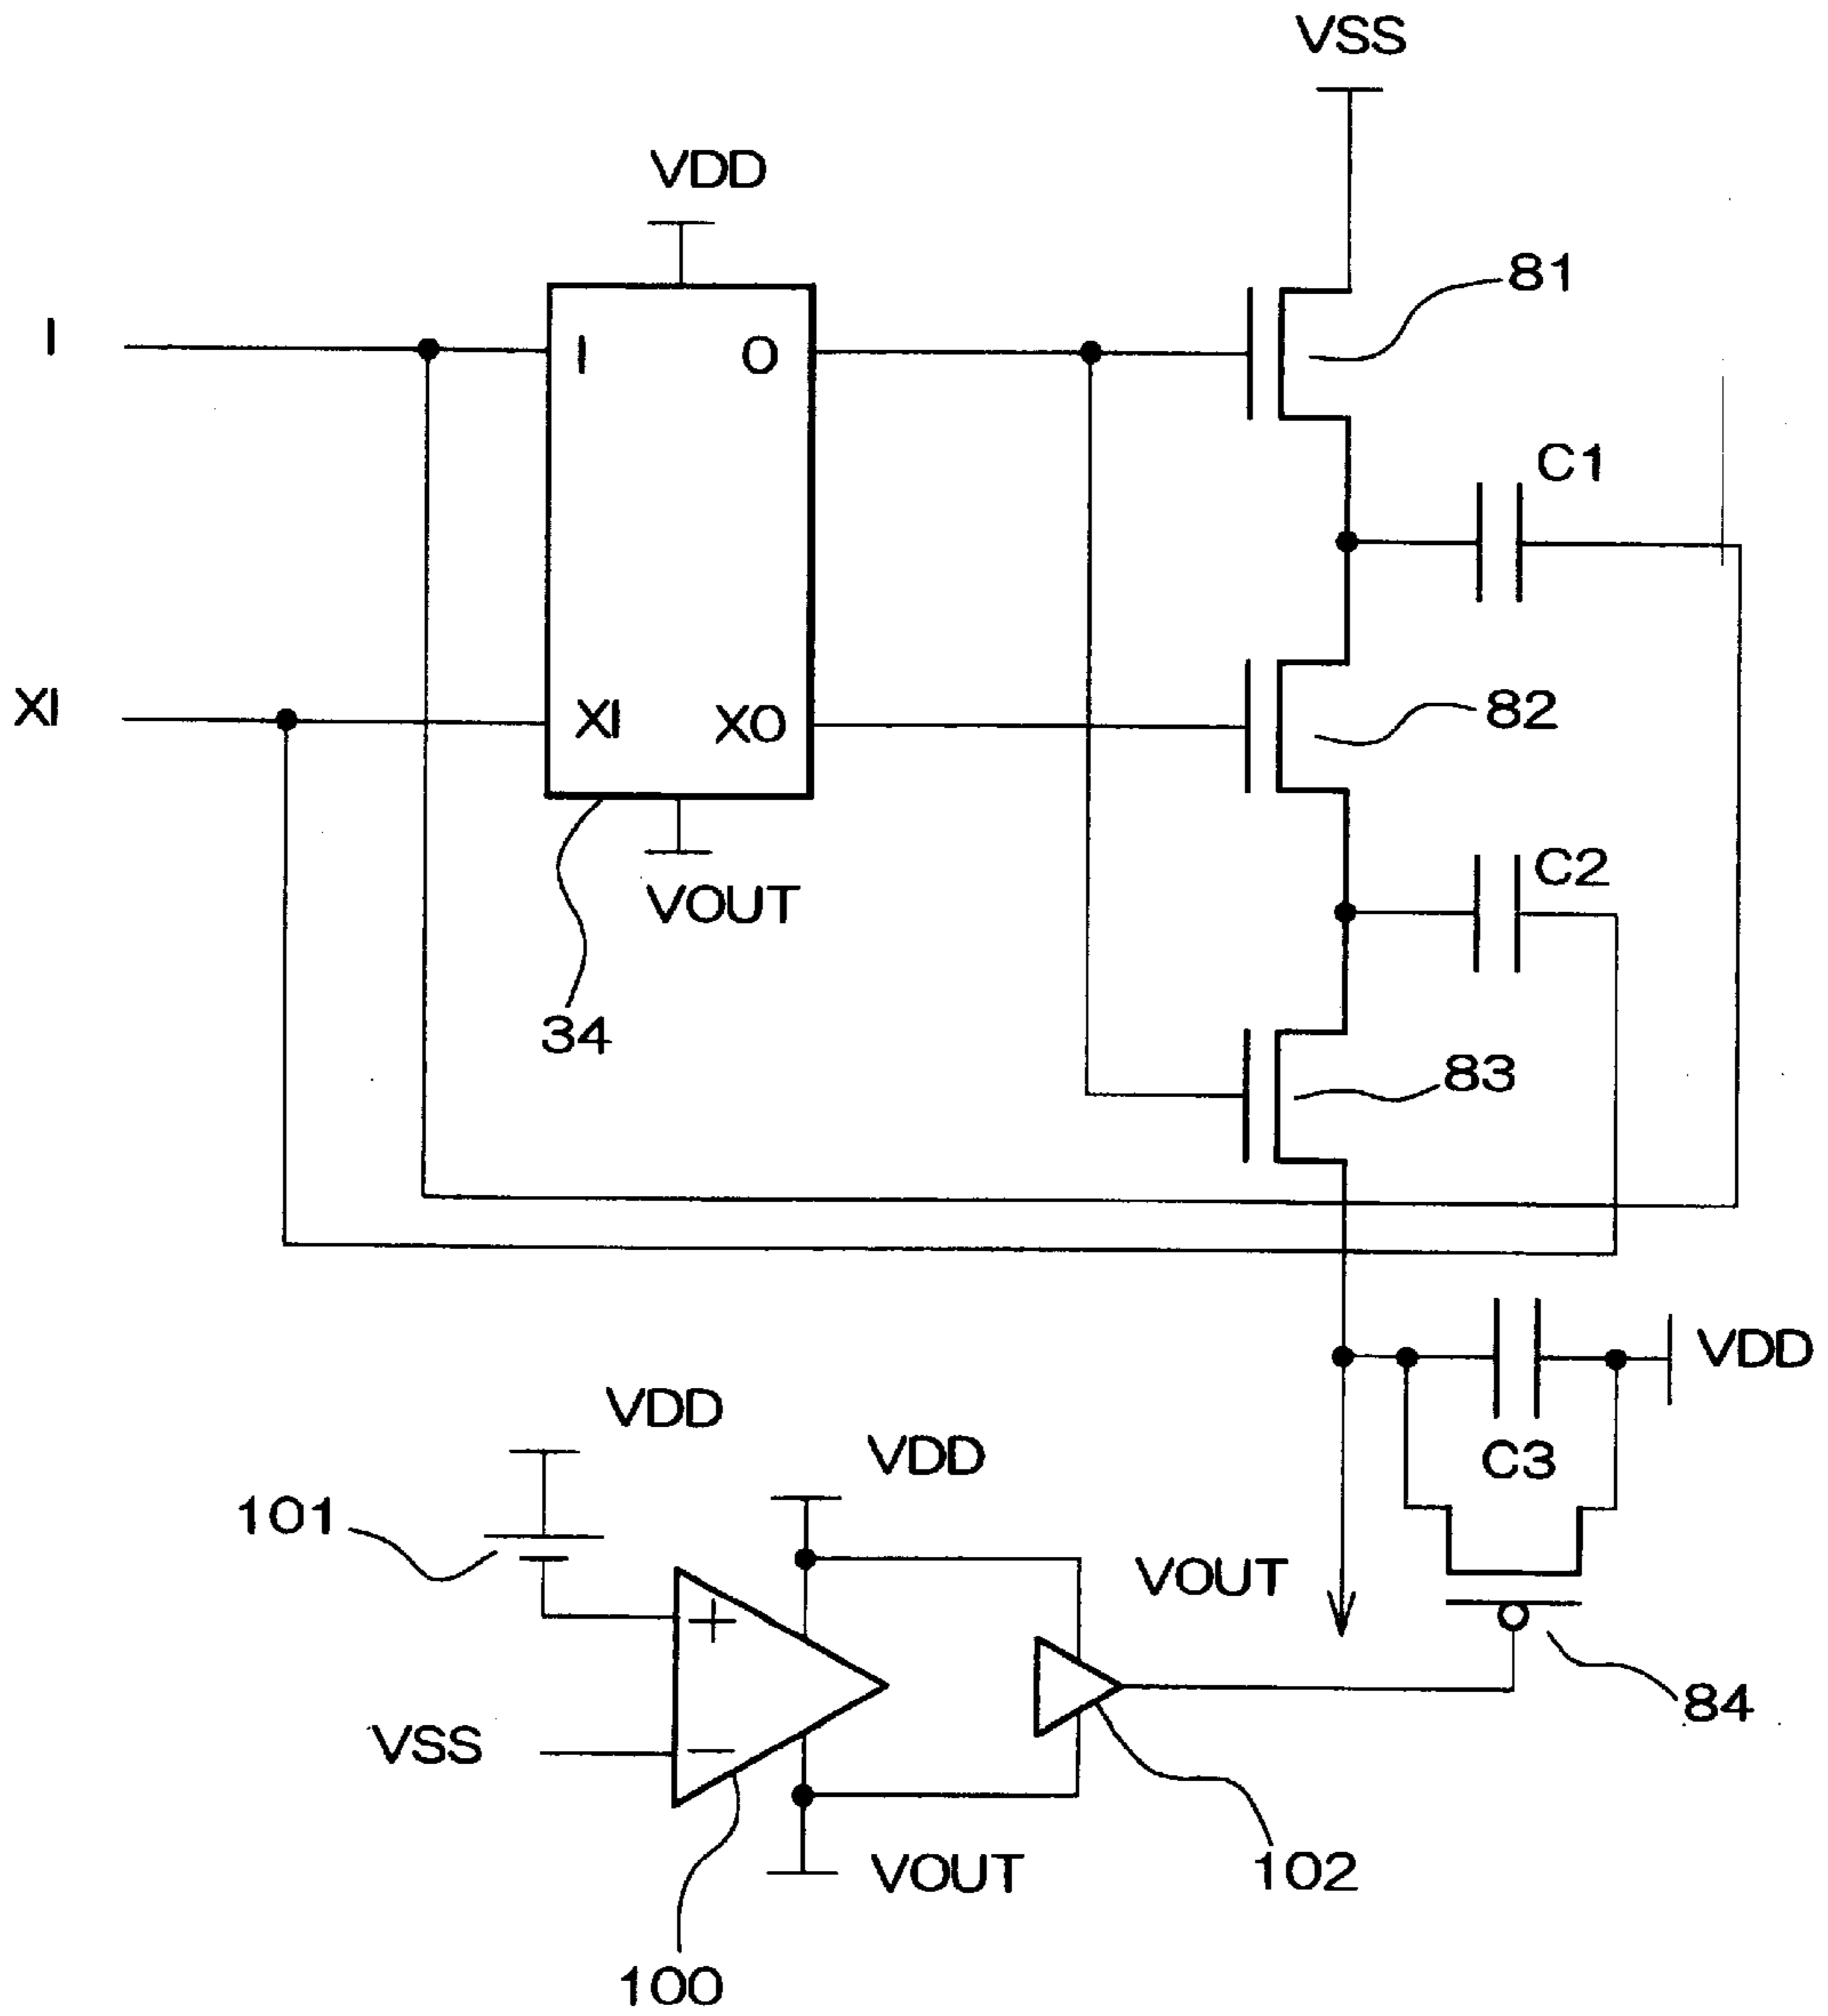 VSS
VDD
81
I
I
O
C1
XI
XI
XO
82
C2
VOUT
34
83
VDD
VDD
VDD
C3
101
VOUT
+
84
VSS
−
VOUT
102
100